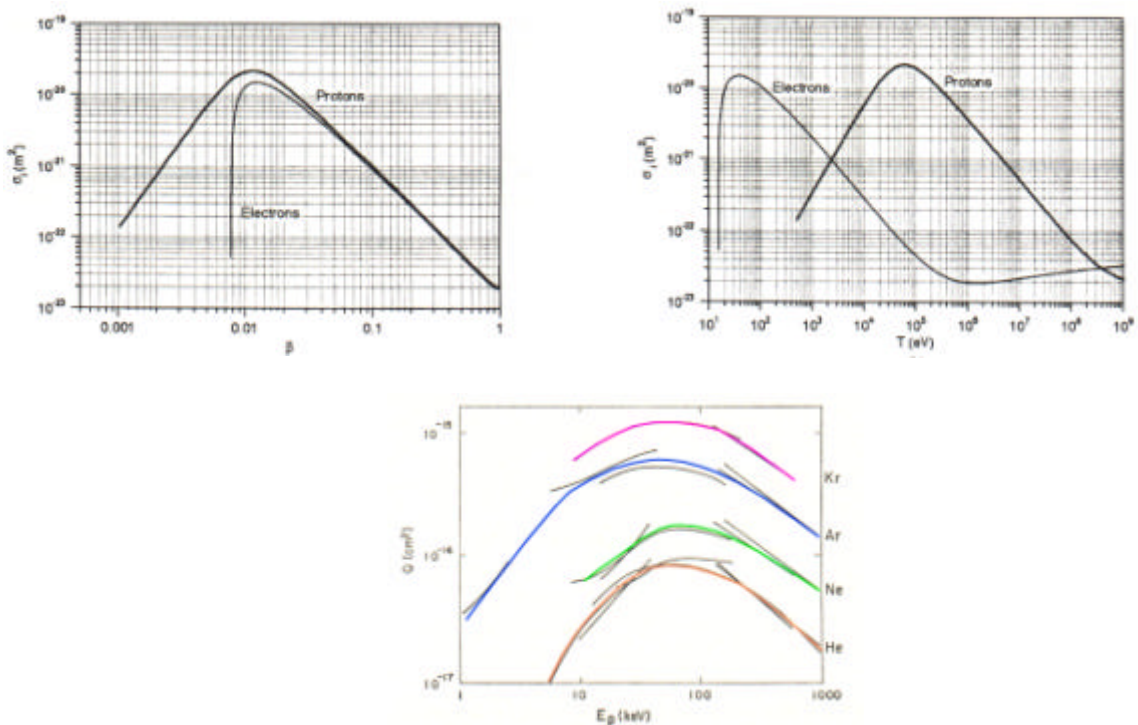 10⁻¹⁹
10⁻²⁰
10⁻²¹
10⁻²²
10⁻²³
σᵢ (m²)
Protons
Electrons
0.001 0.01 0.1 1
β
10⁻¹⁹
10⁻²⁰
10⁻²¹
10⁻²²
10⁻²³
σᵢ (m²)
Electrons
Protons
10¹ 10² 10³ 10⁴ 10⁵ 10⁶ 10⁷ 10⁸ 10⁹
T (eV)
10⁻¹⁵
10⁻¹⁶
10⁻¹⁷
Q (cm²)
Kr
Ar
Ne
He
1 10 100 1000
(keV)